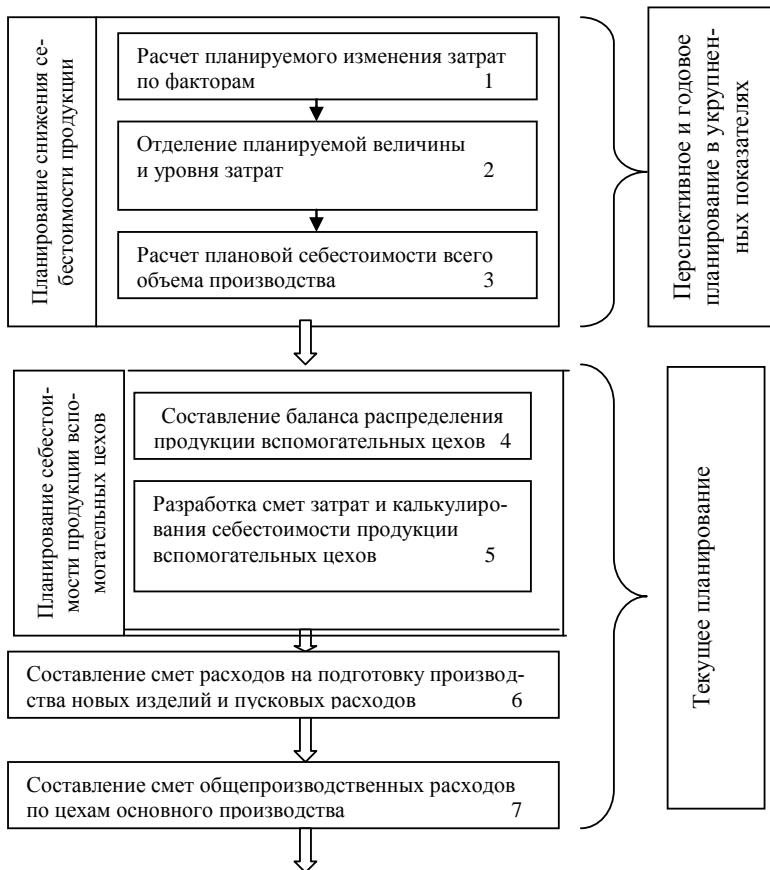 Планирование снижения се-
бестоимости продукции
Расчет планируемого изменения затрат
по факторам 1
Отделение планируемой величины
и уровня затрат 2
Расчет плановой себестоимости всего
объема производства 3
Перспективное и годовое
планирование в укрупнен-
ных показателях
Планирование себестои-
мости продукции вспо-
могательных цехов
Составление баланса распределения
продукции вспомогательных цехов 4
Разработка смет затрат и калькулиро-
вания себестоимости продукции
вспомогательных цехов 5
Составление смет расходов на подготовку производ-
ства новых изделий и пусковых расходов 6
Составление смет общепроизводственных расходов
по цехам основного производства 7
Текущее планирование